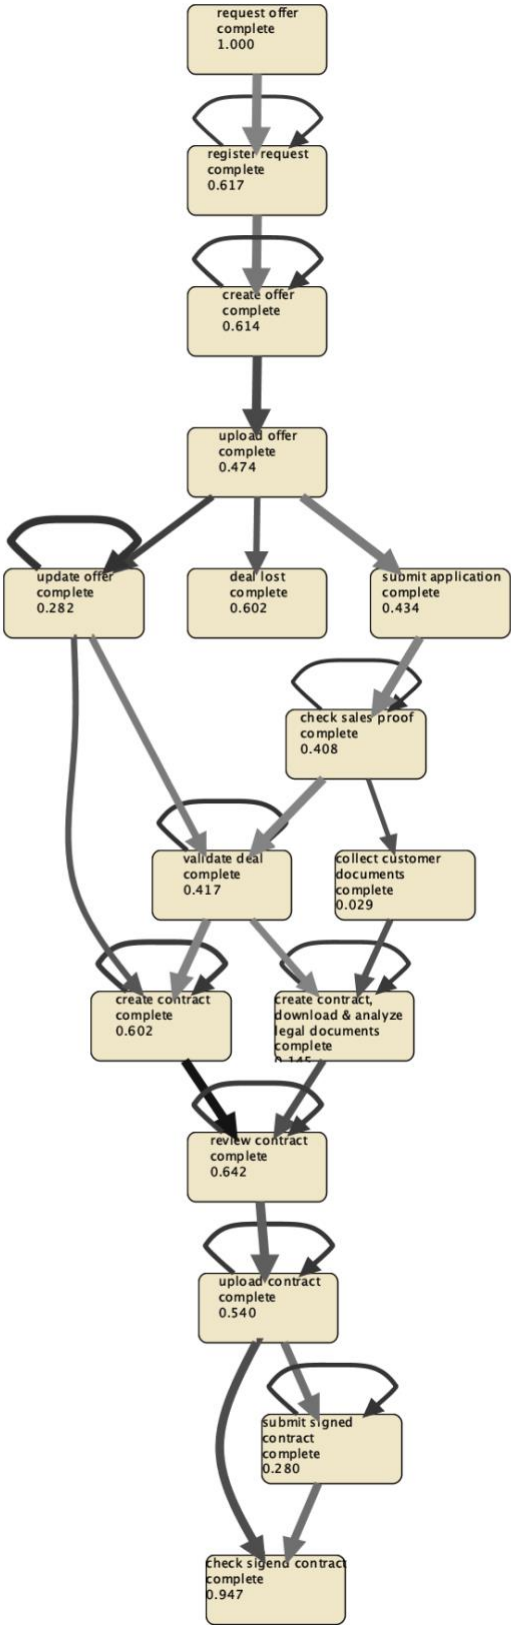 request offer
complete
1.000
register request
complete
0.617
create offer
complete
0.614
upload offer
complete
0.474
update offer
complete
0.282
deal lost
complete
0.602
submit application
complete
0.434
check sales proof
complete
0.408
validate deal
complete
0.417
collect customer
documents
complete
0.029
create contract
complete
0.602
create contract,
download & analyze
legal documents
complete
review contract
complete
0.642
upload contract
complete
0.540
submit signed
contract
complete
0.280
check sigend contract
complete
0.947